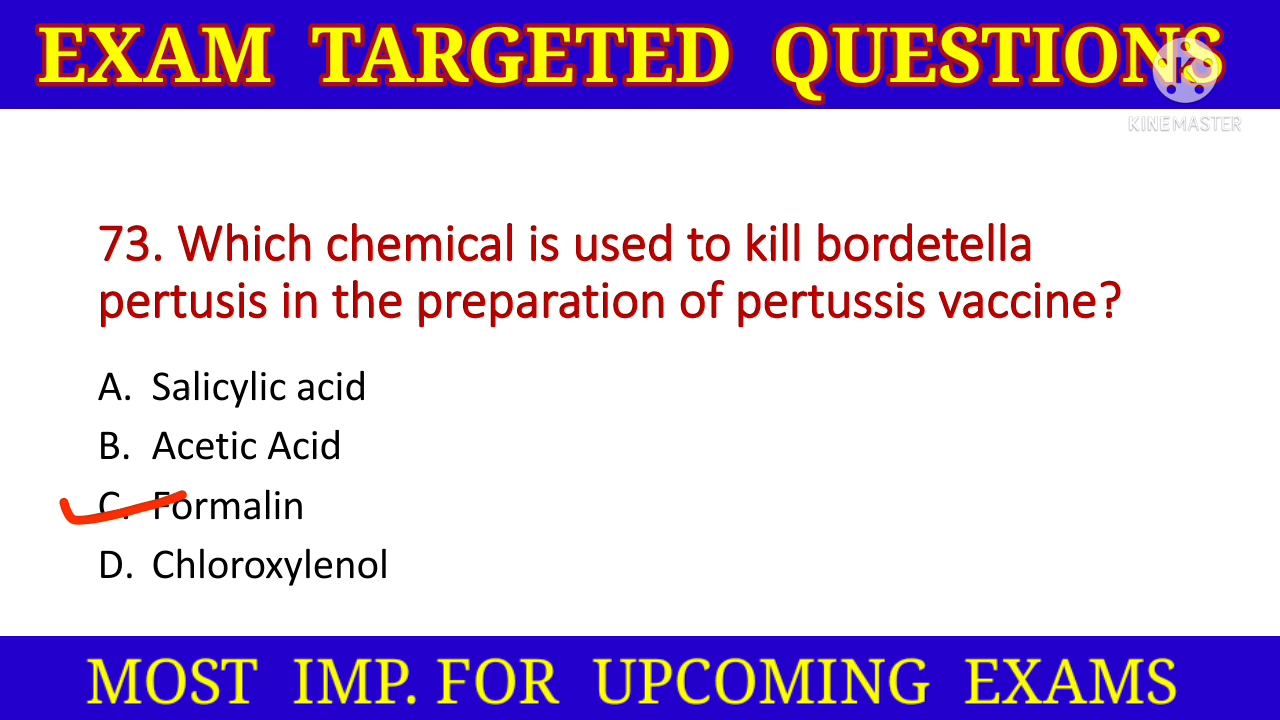 EXAM TARGETED QUESTIONS
K
KINEMASTER
73. Which chemical is used to kill bordetella
pertusis in the preparation of pertussis vaccine?
A. Salicylic acid
B. Acetic Acid
C. Formalin
D. Chloroxylenol
MOST IMP. FOR UPCOMING EXAMS